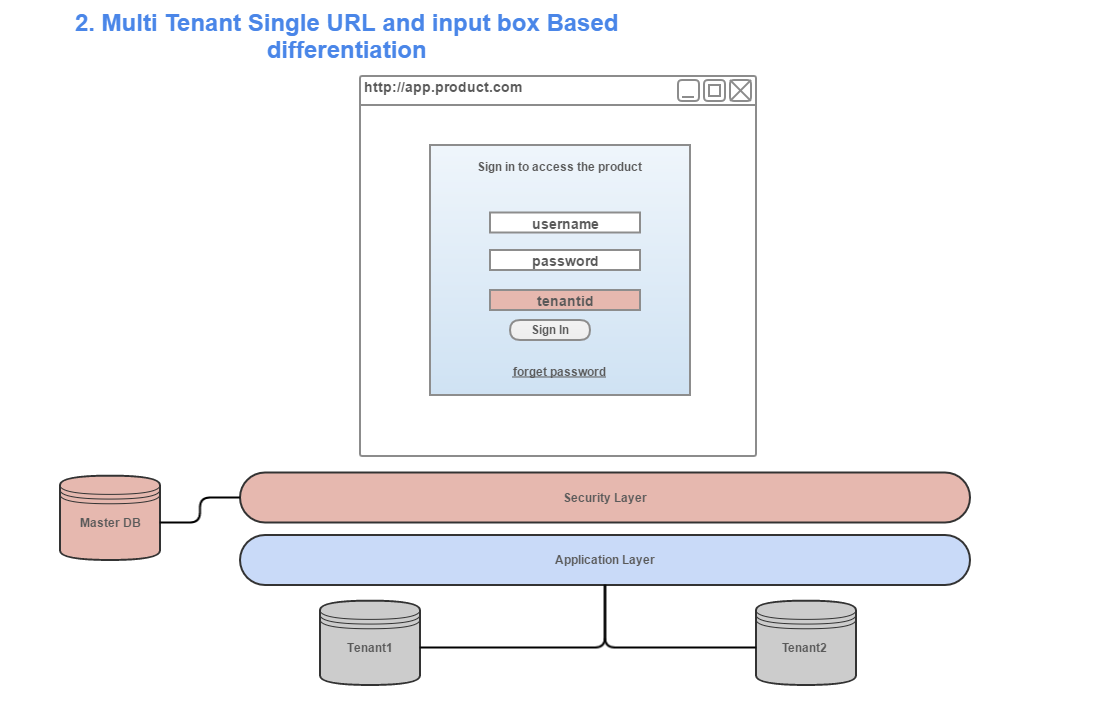 2. Multi Tenant Single URL and input box Based
differentiation
http://app.product.com
Sign in to access the product
username
password
tenantid
Sign In
forget password
Security Layer
Master DB
Application Layer
Tenant1
Tenant2